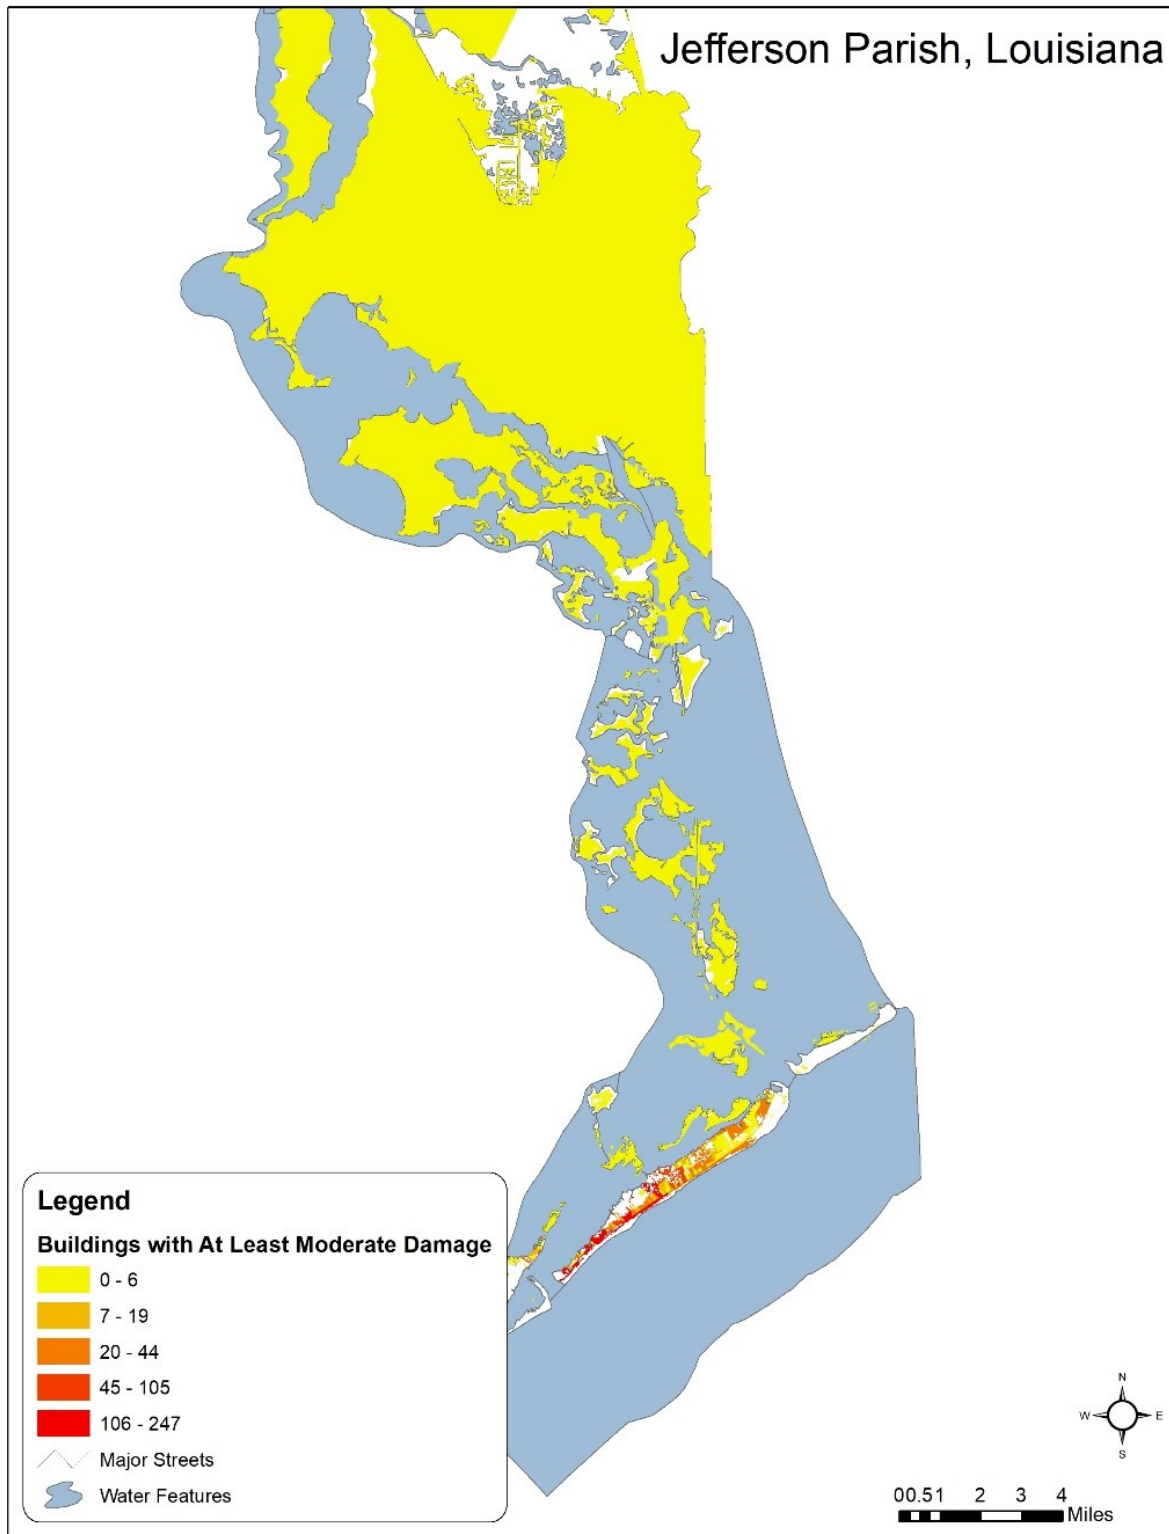 Jefferson Parish, Louisiana
Legend
Buildings with At Least Moderate Damage
0 - 6
7 - 19
20 - 44
45 - 105
106 - 247
Major Streets
Water Features
N
W E
S
00.51 2 3 4
Miles